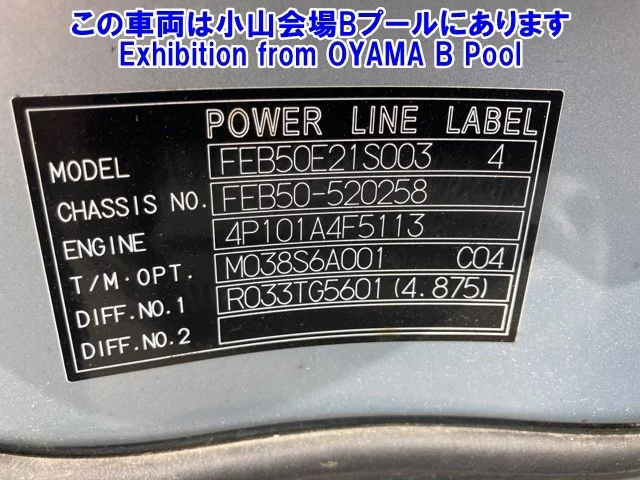 この車両は小山会場Bプールにあります
Exhibition from OYAMA B Pool
POWER LINE LABEL
MODEL FEB50E21S003 4
CHASSIS NO. FEB50-520258
ENGINE 4P101A4F5113
T/M·OPT. M038S6A001 C04
DIFF.NO.1 R033TG5601(4.875)
DIFF.NO.2